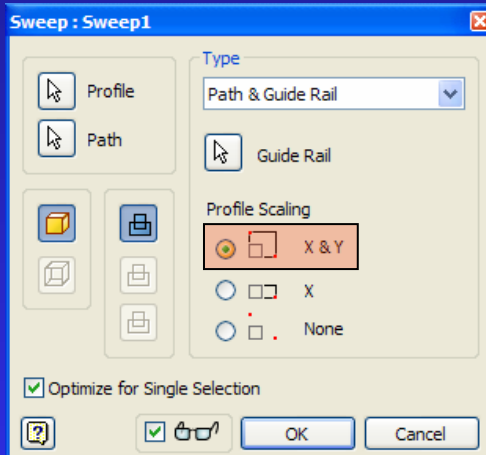 Sweep : Sweep1
Type
Profile
Path & Guide Rail
Path
Guide Rail
Profile Scaling
X & Y
X
None
Optimize for Single Selection
OK
Cancel